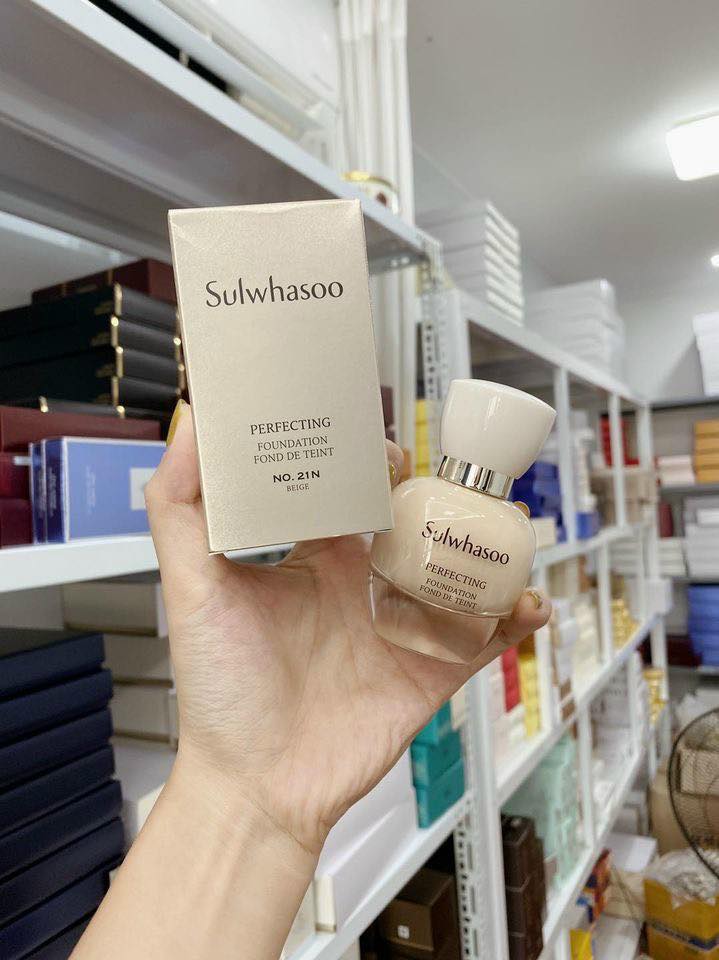 Sulwhasoo
PERFECTING
FOUNDATION
FOND DE TEINT
NO. 21N
BEIGE
Sulwhasoo
PERFECTING
FOUNDATION
FOND DE TEINT